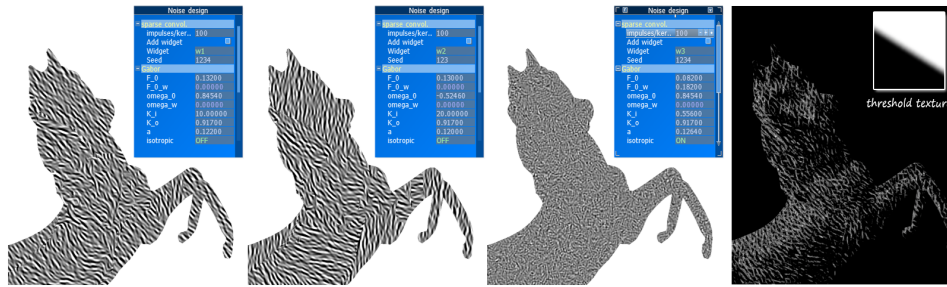 Noise design
sparse convol.
impulses/ker.. 100
Add widget
Widget w1
Seed 1234
Gabor
F_0 0.13200
F_0_w 0.00000
omega_0 0.84540
omega_w 0.00000
K_i 10.00000
K_o 0.91700
a 0.12200
isotropic OFF
Noise design
sparse convol.
impulses/ker.. 100
Add widget
Widget w2
Seed 123
Gabor
F_0 0.13000
F_0_w 0.00000
omega_0 -0.52460
omega_w 0.00000
K_i 20.00000
K_o 0.91700
a 0.12000
isotropic OFF
Noise design
sparse convol.
impulses/ker.. 100
Add widget
Widget w3
Seed 1234
Gabor
F_0 0.08200
F_0_w 0.18200
omega_0 0.84540
omega_w 0.00000
K_i 0.55600
K_o 0.91700
a 0.12640
isotropic ON
threshold textur